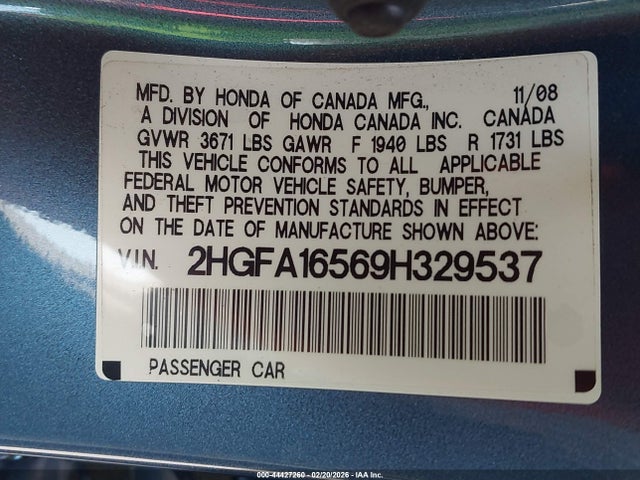 MFD. BY HONDA OF CANADA MFG., 11/08
A DIVISION OF HONDA CANADA INC. CANADA
GVWR 3671 LBS GAWR F 1940 LBS R 1731 LBS
THIS VEHICLE CONFORMS TO ALL APPLICABLE
FEDERAL MOTOR VEHICLE SAFETY, BUMPER,
AND THEFT PREVENTION STANDARDS IN EFFECT
ON THE DATE OF MANUFACTURE SHOWN ABOVE:
V.I.N. 2HGFA16569H329537
PASSENGER CAR
000-44427260 - 02/20/2026 - IAA Inc.